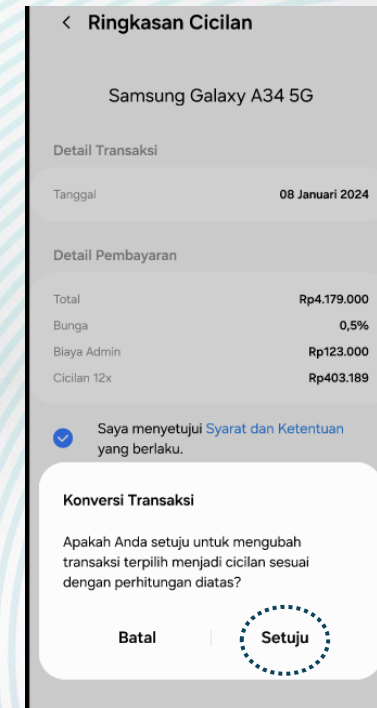 < Ringkasan Cicilan
Samsung Galaxy A34 5G
Detail Transaksi
Tanggal 08 Januari 2024
Detail Pembayaran
Total Rp4.179.000
Bunga 0,5%
Biaya Admin Rp123.000
Cicilan 12x Rp403.189
Saya menyetujui Syarat dan Ketentuan
yang berlaku.
Konversi Transaksi
Apakah Anda setuju untuk mengubah
transaksi terpilih menjadi cicilan sesuai
dengan perhitungan diatas?
Batal Setuju